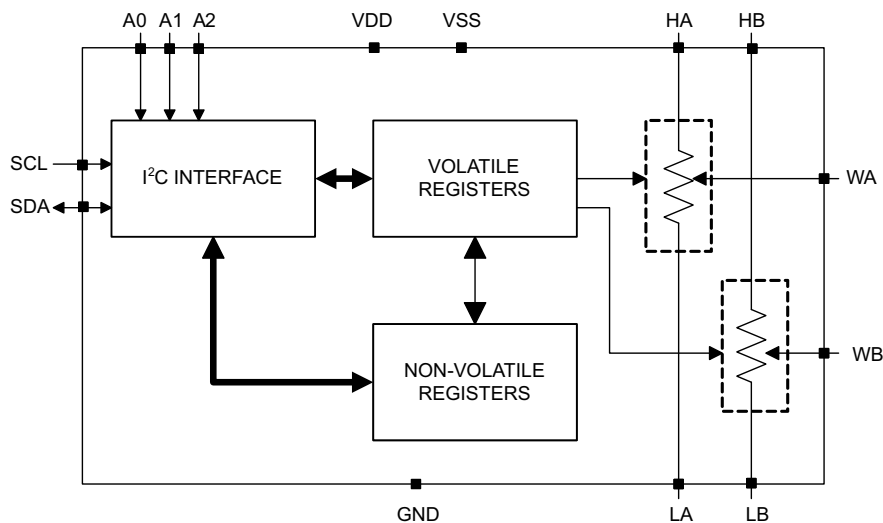 A0 A1 A2 VDD VSS HA HB
SCL
SDA
I²C INTERFACE
VOLATILE
REGISTERS
WA
NON-VOLATILE
REGISTERS
WB
GND LA LB